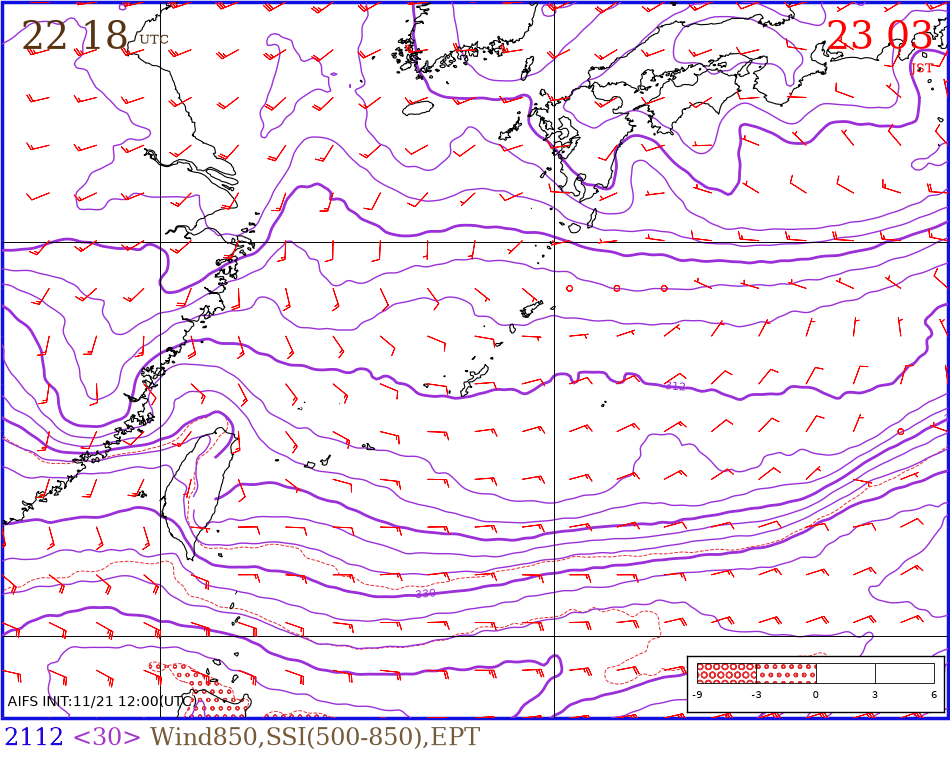 22 18 UTC
23 03
JST
312
330
-9 -3 0 3 6
AIFS INIT:11/21 12:00(UTC)
2112 <30> Wind850,SSI(500-850),EPT